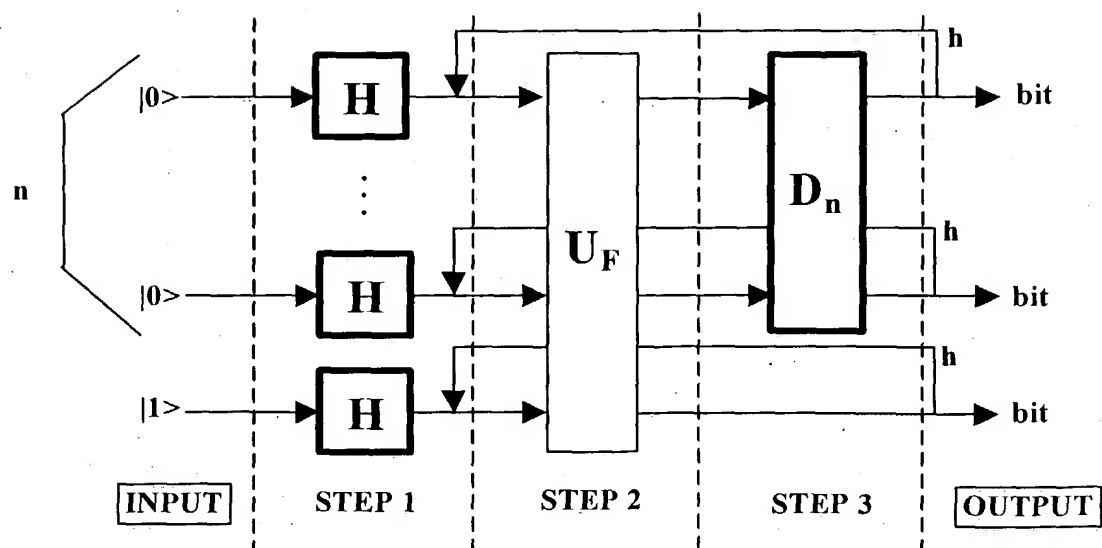 h
|0> H bit
⋮
n
D_n
U_F
h
|0> H bit
h
|1> H bit
INPUT STEP 1 STEP 2 STEP 3 OUTPUT